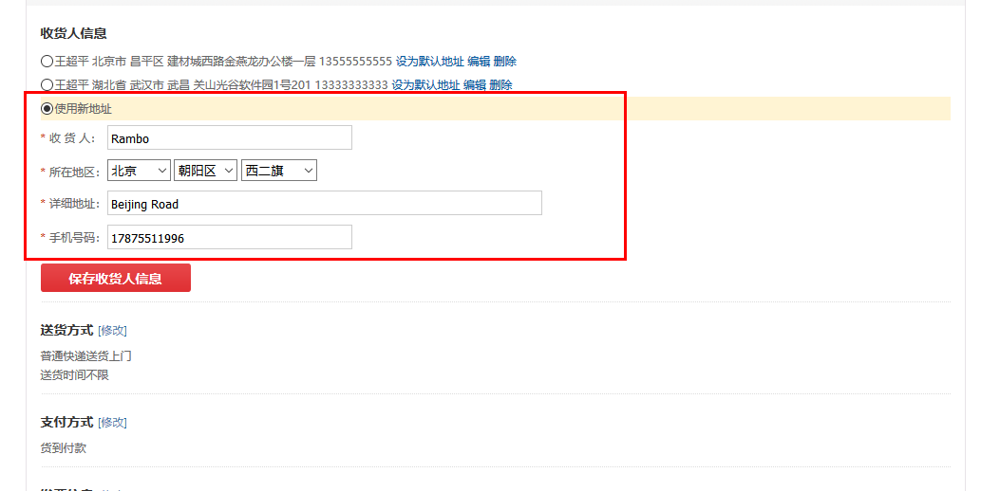 收货人信息
王超平 北京市 昌平区 建材城西路金燕龙办公楼一层 13555555555 设为默认地址 编辑 删除
王超平 湖北省 武汉市 武昌 关山光谷软件园1号201 13333333333 设为默认地址 编辑 删除
使用新地址
* 收 货 人： Rambo
* 所在地区： 北京 朝阳区 西二旗
* 详细地址： Beijing Road
* 手机号码： 17875511996
保存收货人信息
送货方式 [修改]
普通快递送货上门
送货时间不限
支付方式 [修改]
货到付款